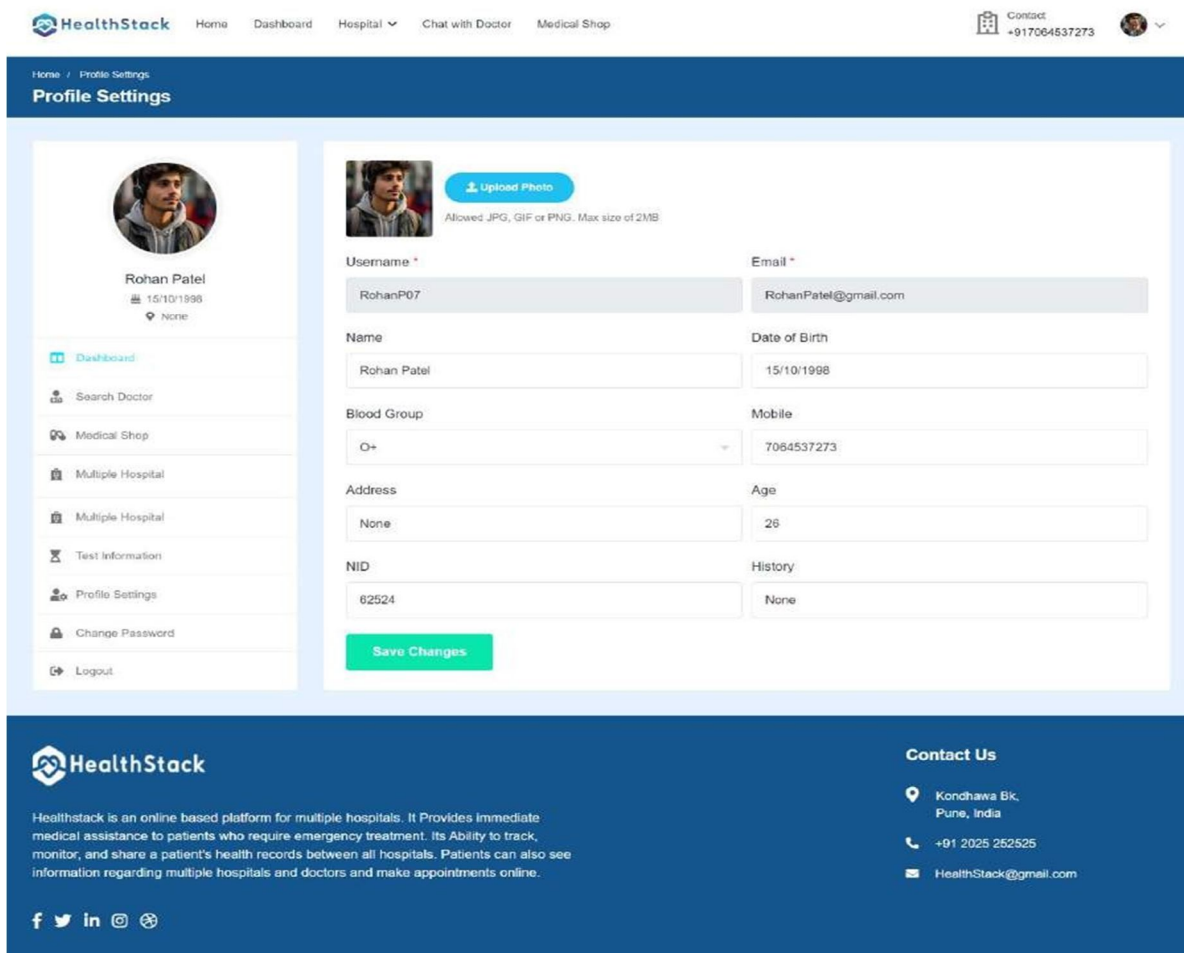 HealthStack Home Dashboard Hospital Chat with Doctor Medical Shop
Contact
+917064537273
Home / Profile Settings
Profile Settings
Rohan Patel
15/10/1998
None
Dashboard
Search Doctor
Medical Shop
Multiple Hospital
Multiple Hospital
Test Information
Profile Settings
Change Password
Logout
Upload Photo
Allowed JPG, GIF or PNG. Max size of 2MB
Username * Email *
RohanP07 RohanPatel@gmail.com
Name Date of Birth
Rohan Patel 15/10/1998
Blood Group Mobile
O+ 7064537273
Address Age
None 26
NID History
62524 None
Save Changes
HealthStack
Healthstack is an online based platform for multiple hospitals. It Provides immediate
medical assistance to patients who require emergency treatment. Its Ability to track,
monitor, and share a patient's health records between all hospitals. Patients can also see
information regarding multiple hospitals and doctors and make appointments online.
Contact Us
Kondhawa Bk,
Pune, India
+91 2025 252525
HealthStack@gmail.com